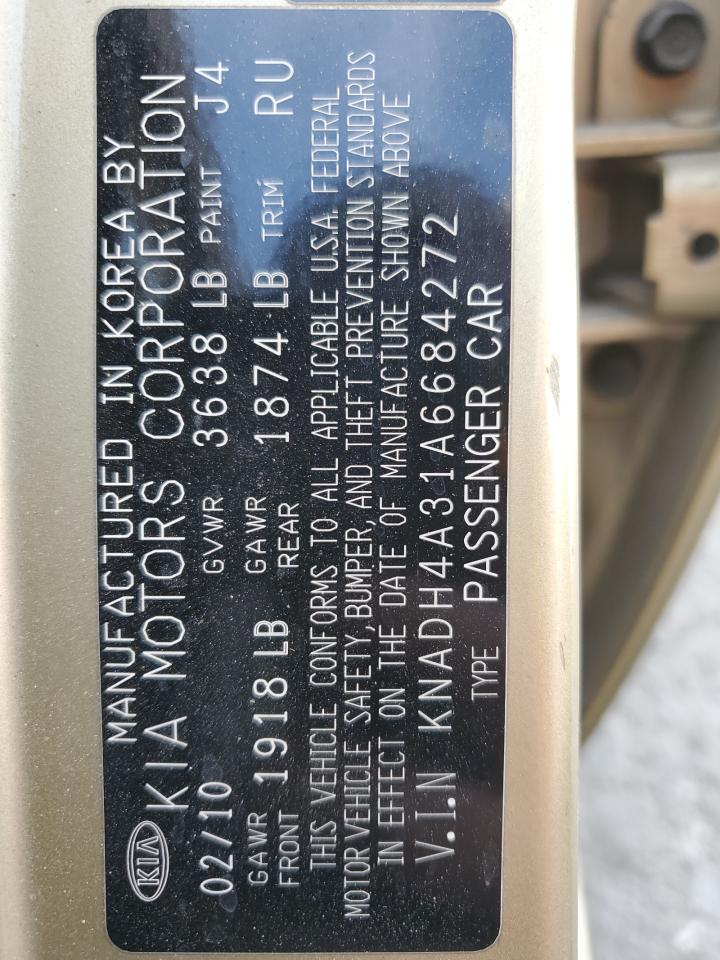 MANUFACTURED IN KOREA BY
KIA KIA MOTORS CORPORATION
02/10 GVWR 3638 LB PAINT J4
GAWR FRONT 1918 LB GAWR REAR 1874 LB TRIM RU
THIS VEHICLE CONFORMS TO ALL APPLICABLE U.S.A. FEDERAL
MOTOR VEHICLE SAFETY, BUMPER, AND THEFT PREVENTION STANDARDS
IN EFFECT ON THE DATE OF MANUFACTURE SHOWN ABOVE
V.I.N KNADH4A31A6684272
TYPE PASSENGER CAR